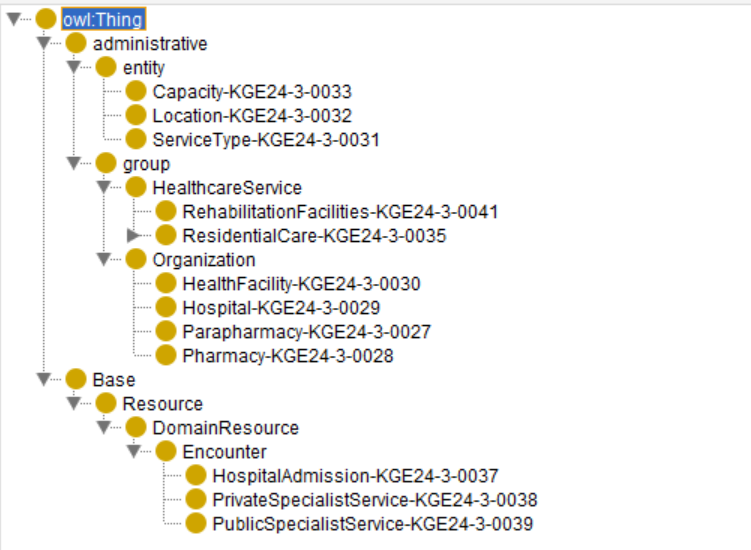 owl:Thing
administrative
entity
Capacity-KGE24-3-0033
Location-KGE24-3-0032
ServiceType-KGE24-3-0031
group
HealthcareService
RehabilitationFacilities-KGE24-3-0041
ResidentialCare-KGE24-3-0035
Organization
HealthFacility-KGE24-3-0030
Hospital-KGE24-3-0029
Parapharmacy-KGE24-3-0027
Pharmacy-KGE24-3-0028
Base
Resource
DomainResource
Encounter
HospitalAdmission-KGE24-3-0037
PrivateSpecialistService-KGE24-3-0038
PublicSpecialistService-KGE24-3-0039